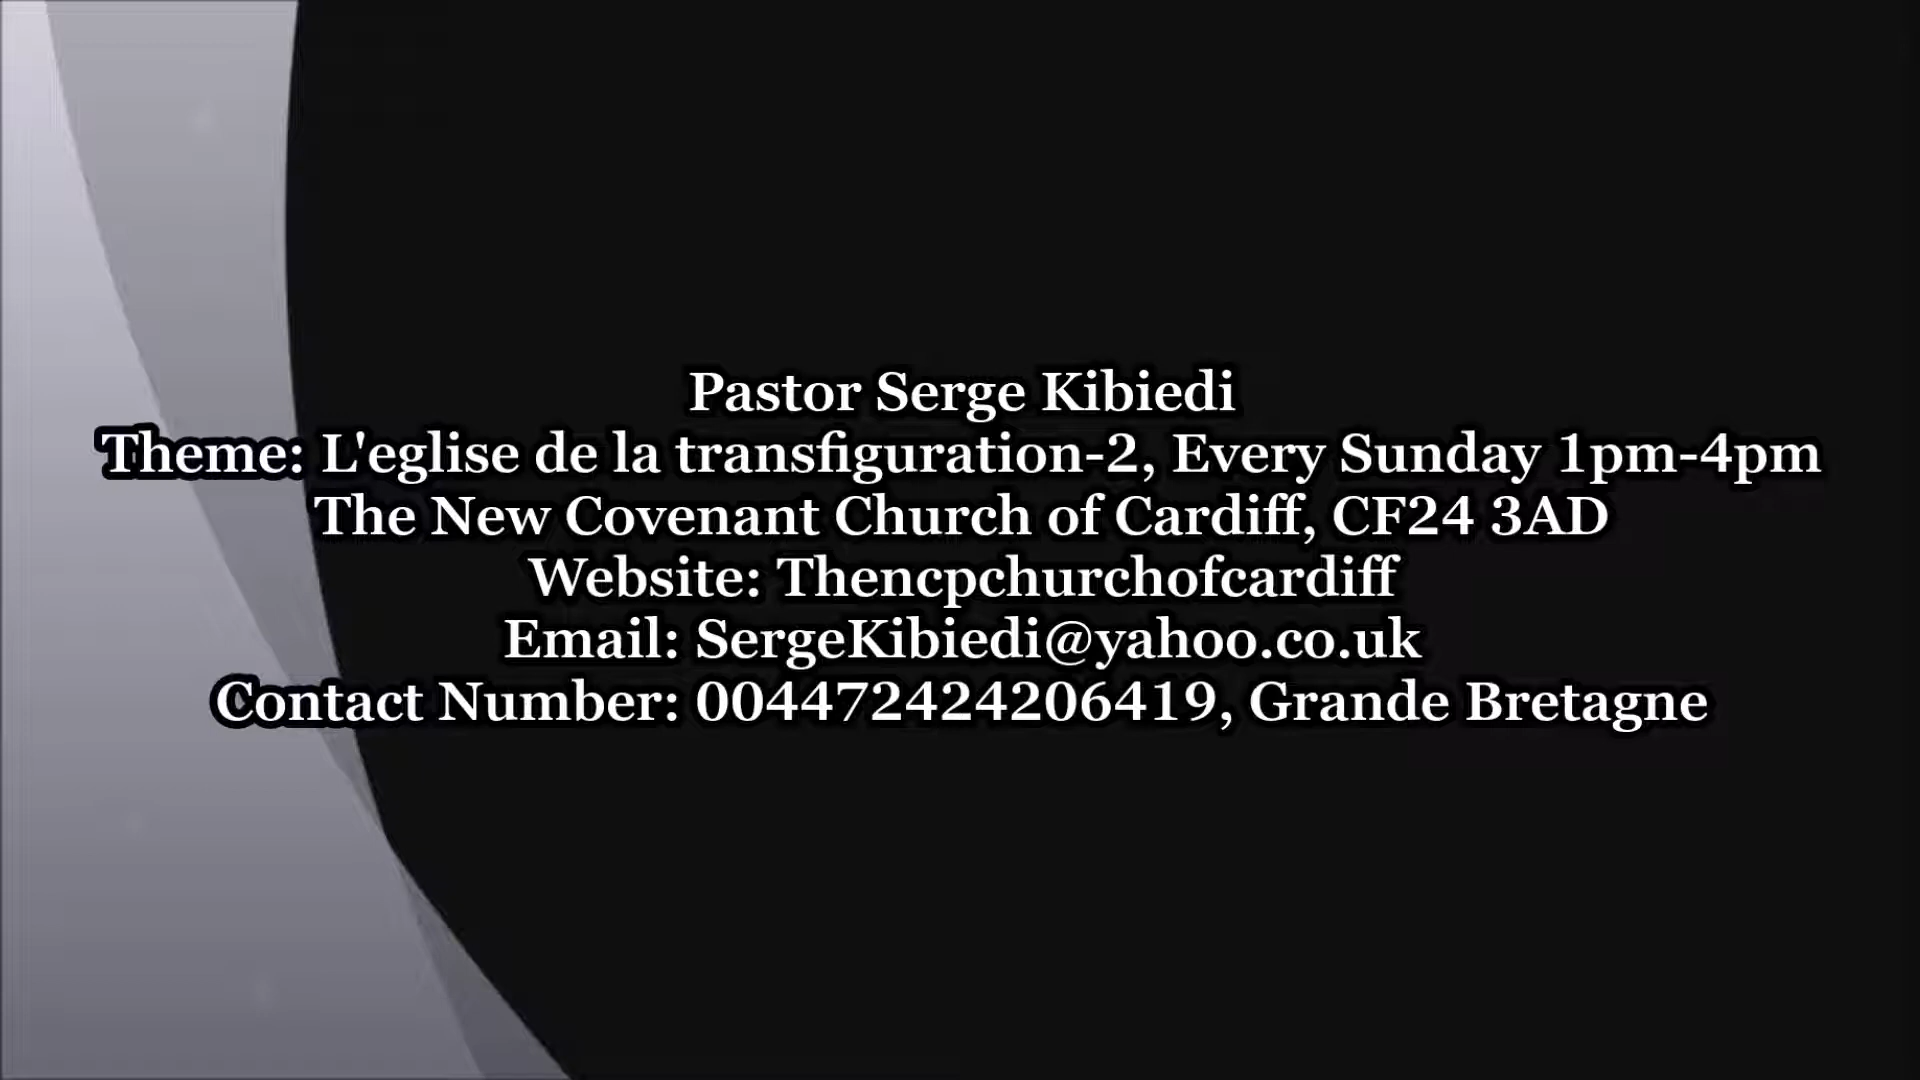 Pastor Serge Kibiedi
Theme: L'eglise de la transfiguration-2, Every Sunday 1pm-4pm
The New Covenant Church of Cardiff, CF24 3AD
Website: Thencpchurchofcardiff
Email: SergeKibiedi@yahoo.co.uk
Contact Number: 004472424206419, Grande Bretagne